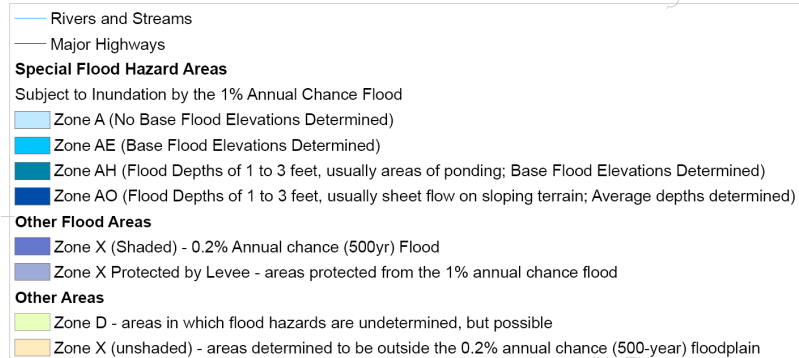 Rivers and Streams
Major Highways
Special Flood Hazard Areas
Subject to Inundation by the 1% Annual Chance Flood
Zone A (No Base Flood Elevations Determined)
Zone AE (Base Flood Elevations Determined)
Zone AH (Flood Depths of 1 to 3 feet, usually areas of ponding; Base Flood Elevations Determined)
Zone AO (Flood Depths of 1 to 3 feet, usually sheet flow on sloping terrain; Average depths determined)
Other Flood Areas
Zone X (Shaded) - 0.2% Annual chance (500yr) Flood
Zone X Protected by Levee - areas protected from the 1% annual chance flood
Other Areas
Zone D - areas in which flood hazards are undetermined, but possible
Zone X (unshaded) - areas determined to be outside the 0.2% annual chance (500-year) floodplain